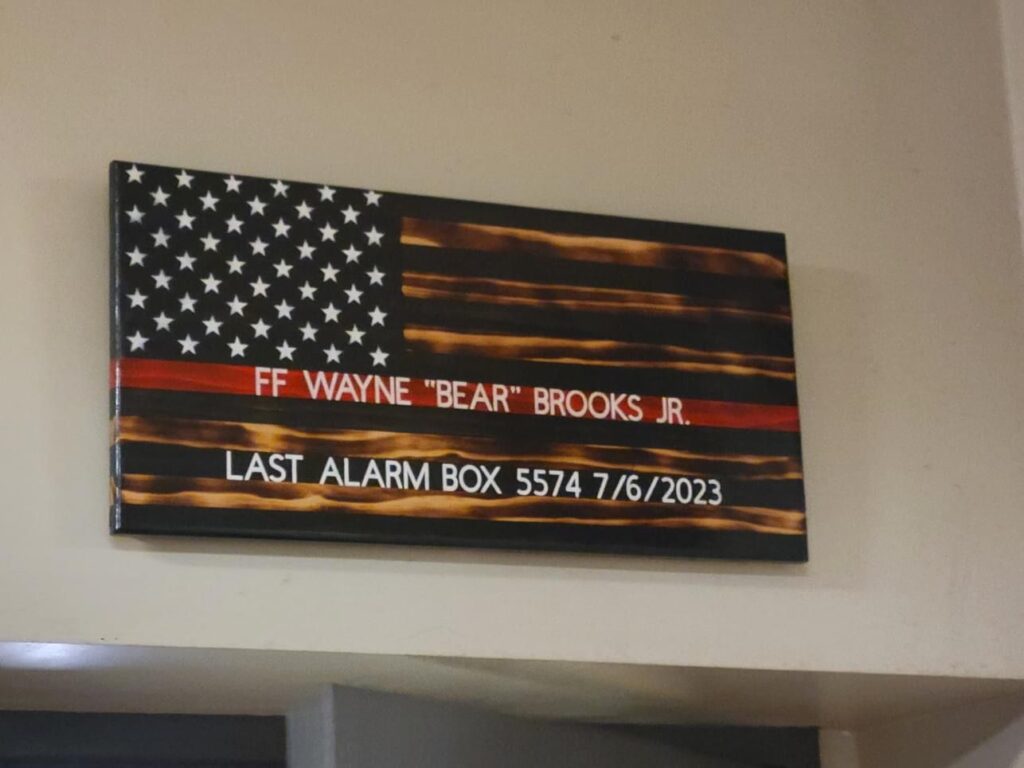 FF WAYNE "BEAR" BROOKS JR.
LAST ALARM BOX 5574 7/6/2023